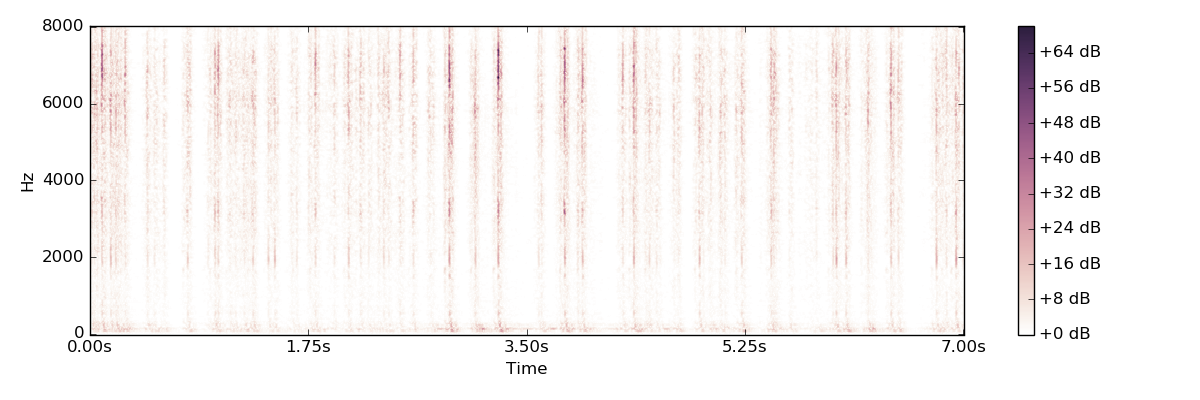 8000
6000
4000
2000
0
Hz
0.00s 1.75s 3.50s 5.25s 7.00s
Time
+64 dB
+56 dB
+48 dB
+40 dB
+32 dB
+24 dB
+16 dB
+8 dB
+0 dB